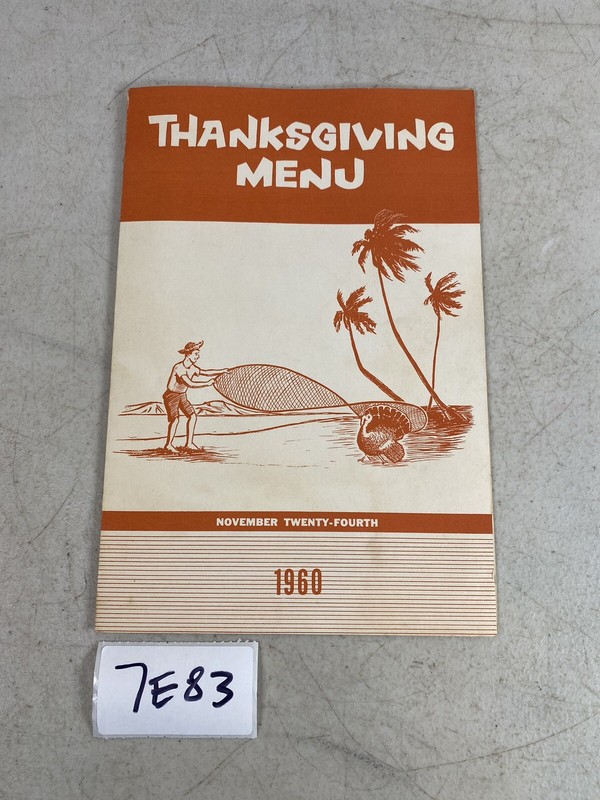 THANKSGIVING
MENU
NOVEMBER TWENTY-FOURTH
1960
7E83